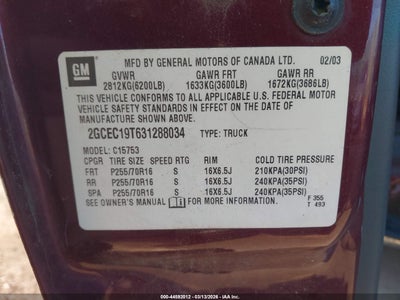 GM
MFD BY GENERAL MOTORS OF CANADA LTD. 02/03
GVWR GAWR FRT GAWR RR
2812KG(6200LB) 1633KG(3600LB) 1672KG(3686LB)
THIS VEHICLE CONFORMS TO ALL APPLICABLE U.S. FEDERAL MOTOR
VEHICLE SAFETY STANDARDS IN EFFECT ON THE DATE OF
MANUFACTURE SHOWN ABOVE.
2GCEC19T631288034 TYPE: TRUCK
MODEL: C15753
CPGR TIRE SIZE SPEED RTG RIM COLD TIRE PRESSURE
FRT P255/70R16 S 16X6.5J 210KPA(30PSI)
RR P255/70R16 S 16X6.5J 240KPA(35PSI)
SPA P255/70R16 S 16X6.5J 240KPA(35PSI)
SEE OWNER'S MANUAL FOR MORE INFORMATION
F 355
T 493
000-44592012 - 03/13/2026 - IAAI.COM